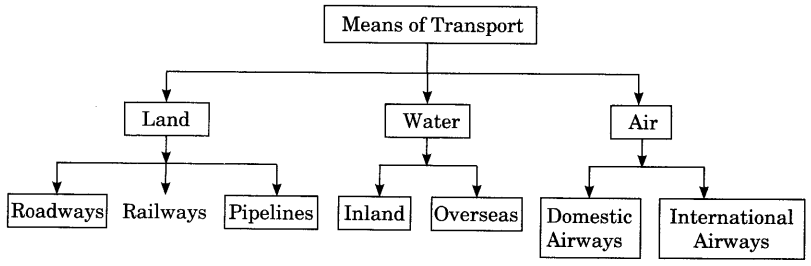 Means of Transport
Land
Water
Air
Roadways
Railways
Pipelines
Inland
Overseas
Domestic
Airways
International
Airways